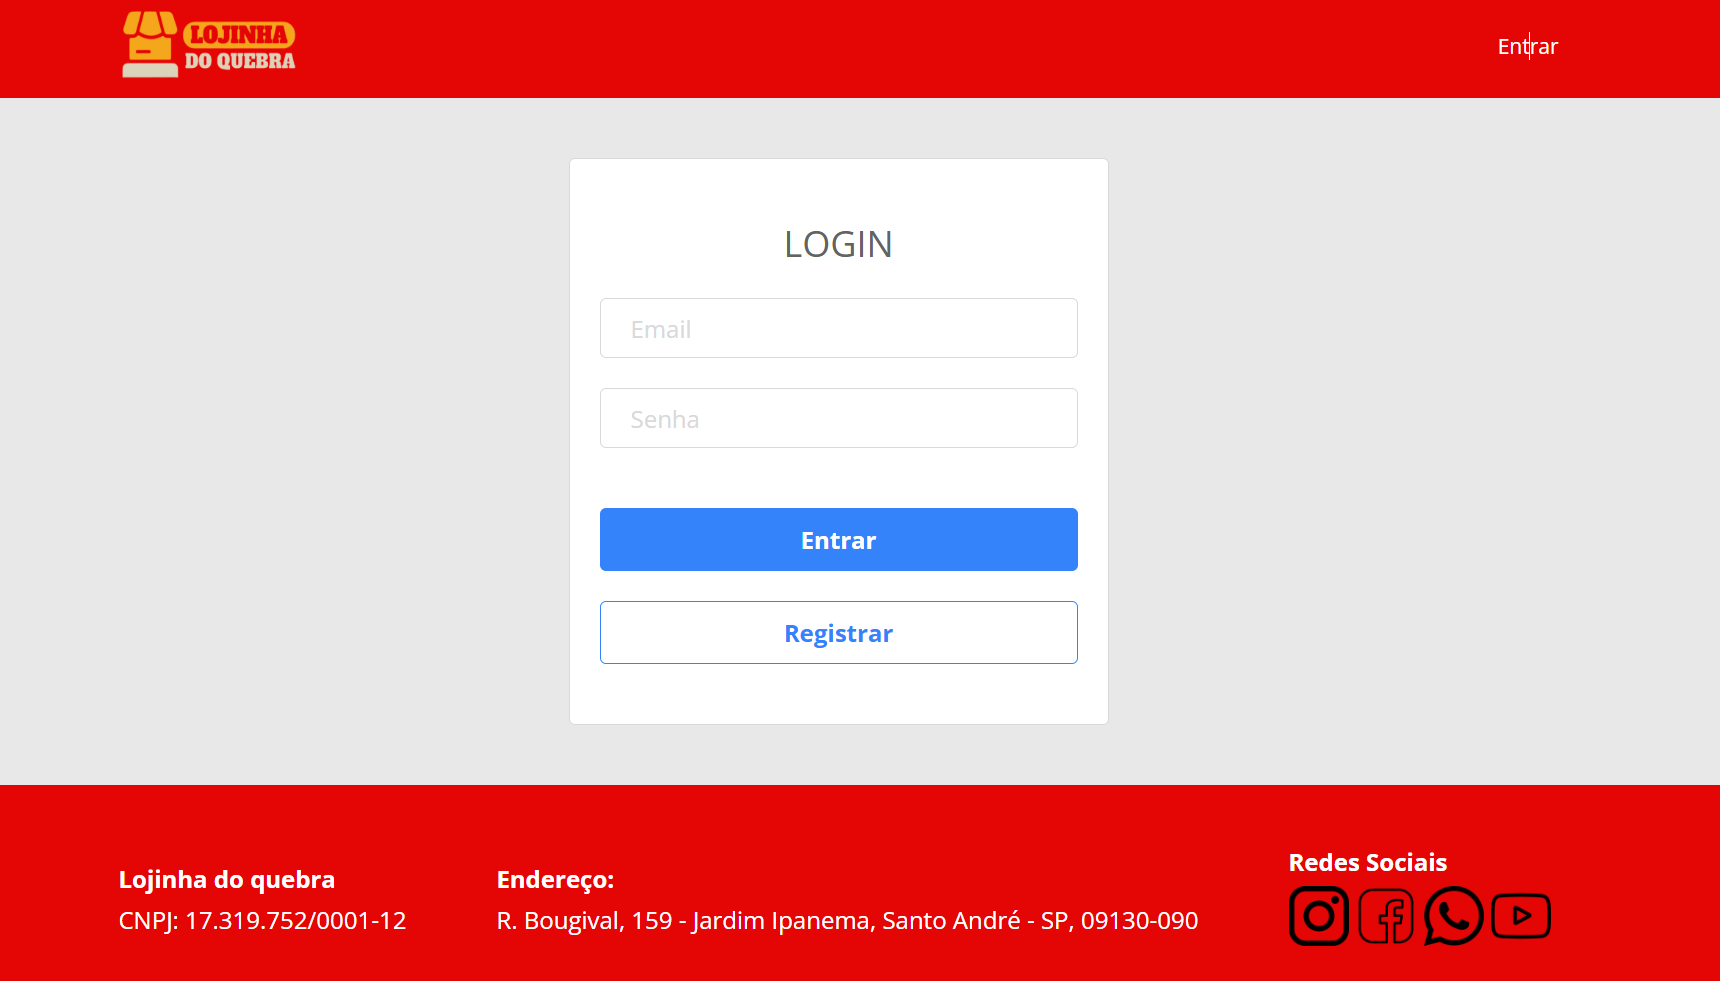 LOJINHA
DO QUEBRA
Entrar
LOGIN
Email
Senha
Entrar
Registrar
Lojinha do quebra
CNPJ: 17.319.752/0001-12
Endereço:
R. Bougival, 159 - Jardim Ipanema, Santo André - SP, 09130-090
Redes Sociais